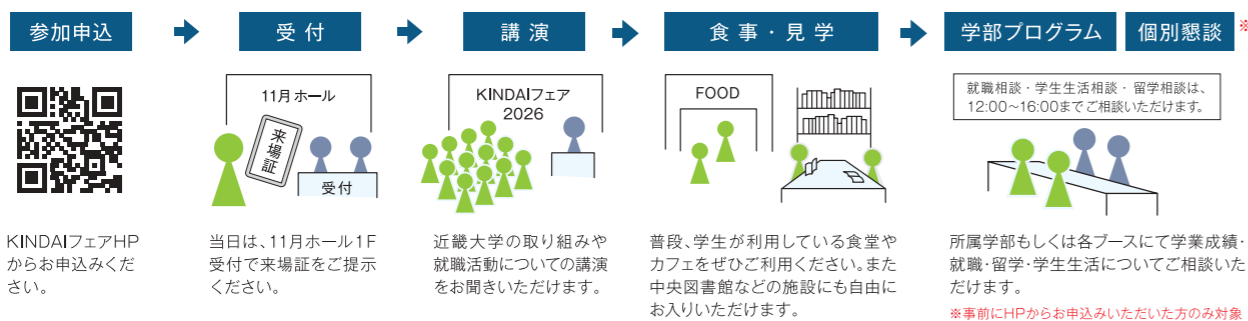 参加申込
受付
講演
食事・見学
学部プログラム
個別懇談
※
11月ホール
来場証
受付
KINDAIフェア
2026
FOOD
就職相談・学生生活相談・留学相談は、
12:00~16:00までご相談いただけます。
KINDAIフェアHP
からお申込みくだ
さい。
当日は、11月ホール1F
受付で来場証をご提示
ください。
近畿大学の取り組みや
就職活動についての講演
をお聞きいただけます。
普段、学生が利用している食堂や
カフェをぜひご利用ください。また
中央図書館などの施設にも自由に
お入りいただけます。
所属学部もしくは各ブースにて学業成績・
就職・留学・学生生活についてご相談いた
だけます。
※事前にHPからお申込みいただいた方のみ対象